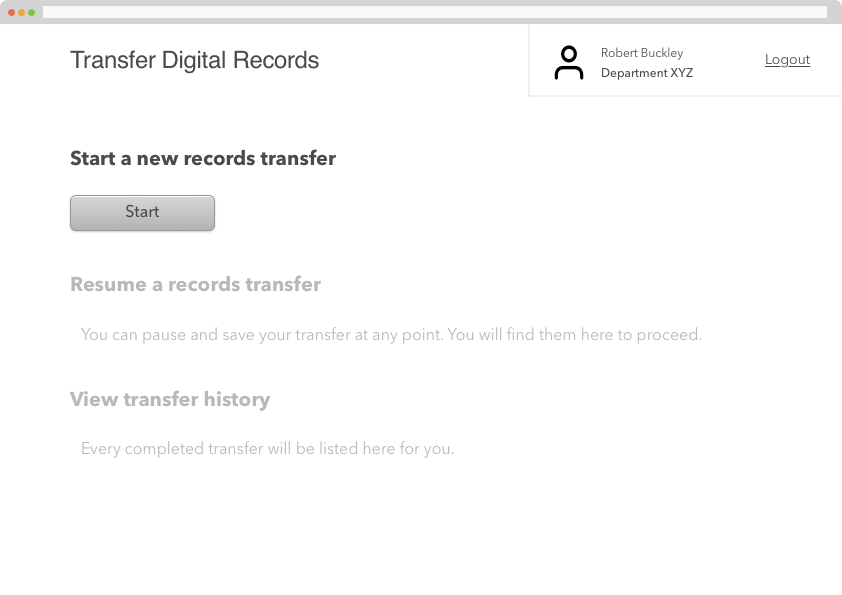 Transfer Digital Records
Robert Buckley
Department XYZ
Logout
Start a new records transfer
Start
Resume a records transfer
You can pause and save your transfer at any point. You will find them here to proceed.
View transfer history
Every completed transfer will be listed here for you.